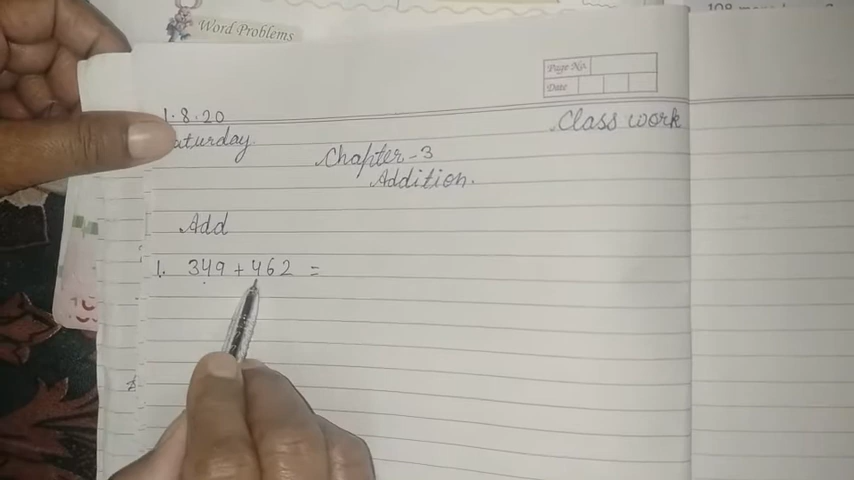 Word Problems
Page No.
Date
1.8.20
Class work
aturday
Chapter-3
Addition.
Add
1. 349 + 462 =